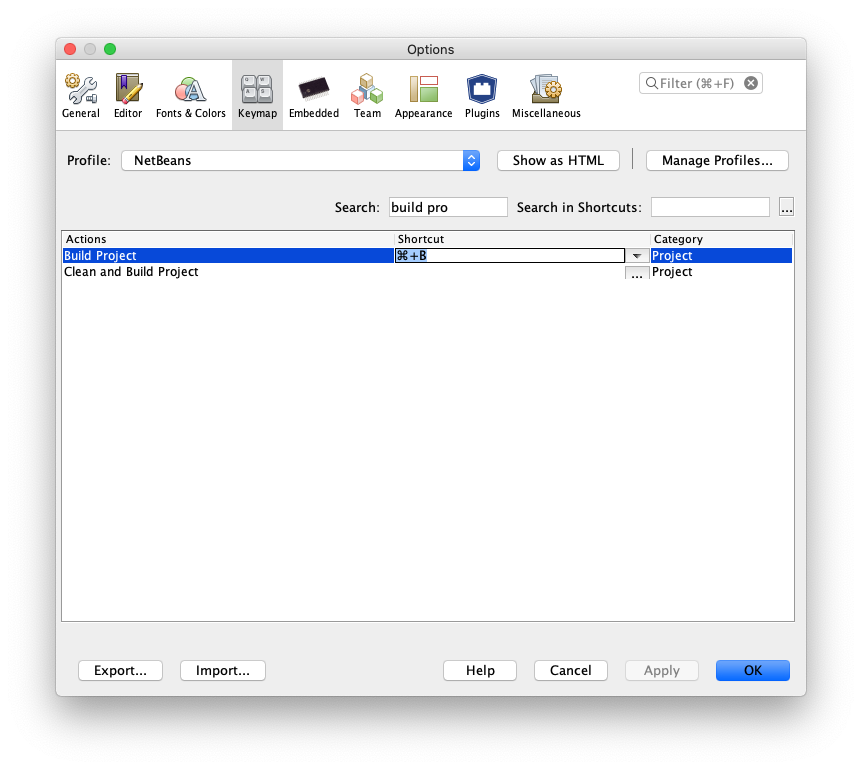 Options
General Editor Fonts & Colors Keymap Embedded Team Appearance Plugins Miscellaneous
Filter (⌘+F)
Profile: NetBeans Show as HTML Manage Profiles...
Search: build pro Search in Shortcuts: ...
Actions Shortcut Category
Build Project ⌘+B Project
Clean and Build Project ... Project
Export... Import... Help Cancel Apply OK